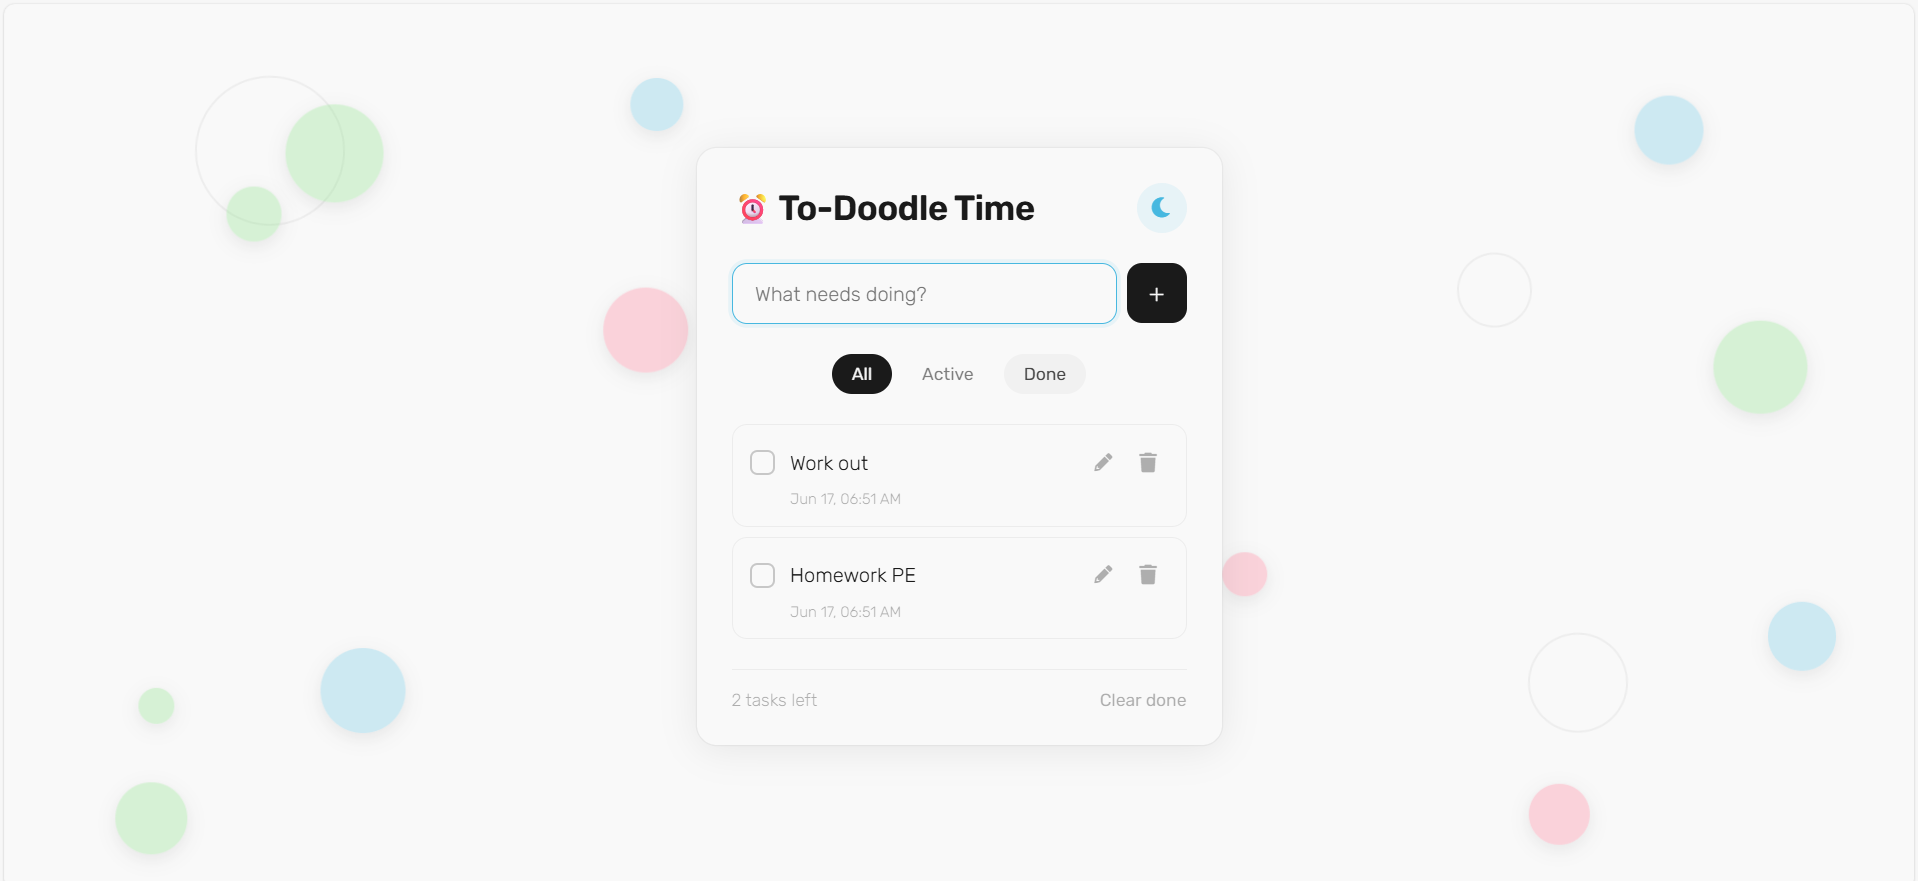 To-Doodle Time
What needs doing?
+
All Active Done
Work out
Jun 17, 06:51 AM
Homework PE
Jun 17, 06:51 AM
2 tasks left Clear done